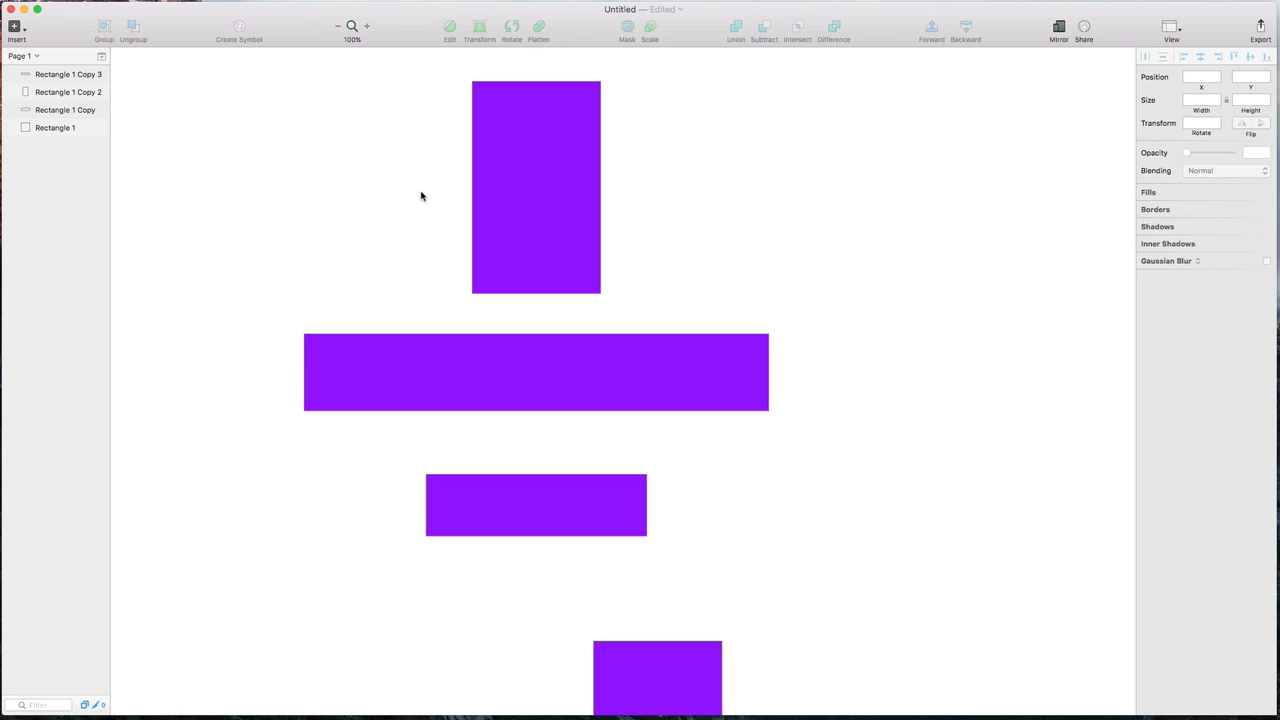 Untitled — Edited
Insert
Group
Ungroup
Create Symbol
100%
Edit
Transform
Rotate
Flatten
Mask
Scale
Union
Subtract
Intersect
Difference
Forward
Backward
Mirror
Share
View
Export
Page 1
Rectangle 1 Copy 3
Rectangle 1 Copy 2
Rectangle 1 Copy
Rectangle 1
Filter
0
Position
X
Y
Size
Width
Height
Transform
Rotate
Flip
Opacity
Blending
Normal
Fills
Borders
Shadows
Inner Shadows
Gaussian Blur